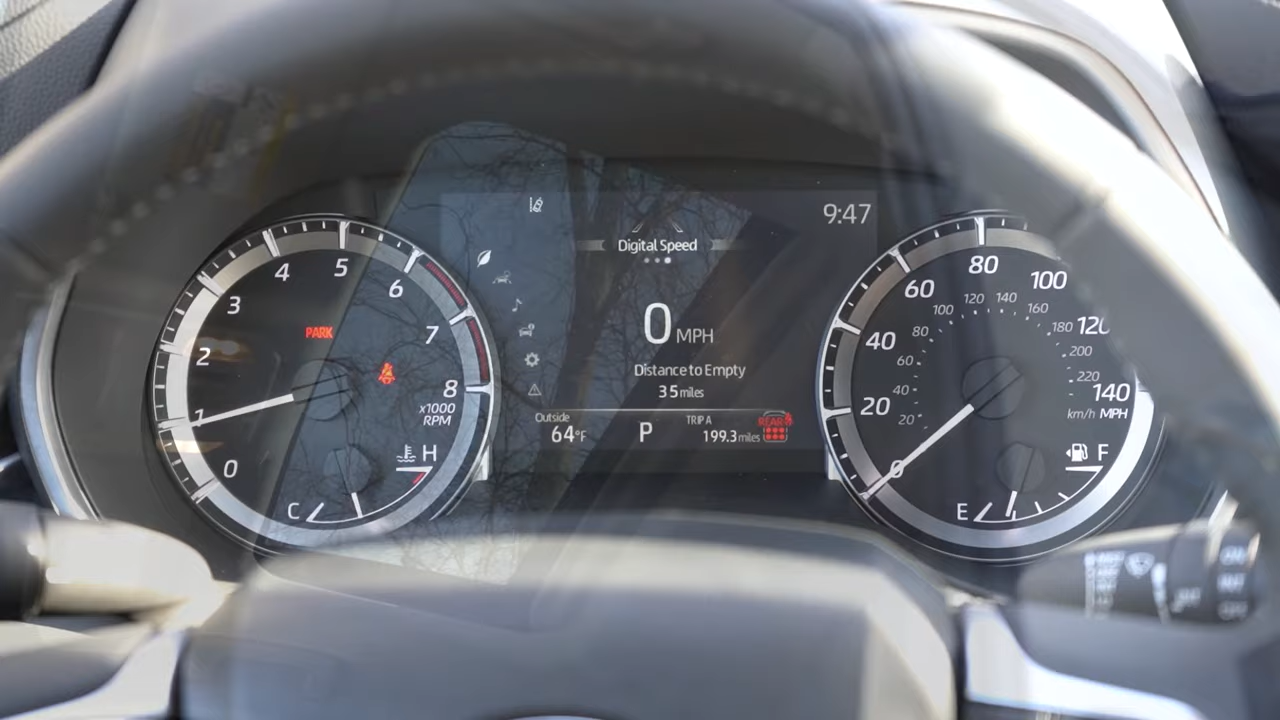 9:47
Digital Speed
0 MPH
Distance to Empty
35 miles
Outside
64°F
P
TRIP A
199.3 miles
REAR
PARK
0
1
2
3
4
5
6
7
8
x1000
RPM
H
C
0
20
40
60
80
100
120
140
MPH
20
40
60
80
100
120
140
160
180
200
220
km/h
F
E